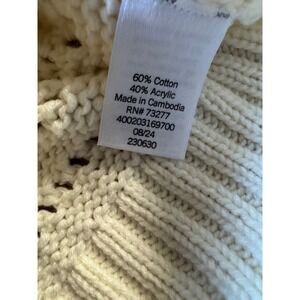 60% Cotton
40% Acrylic
Made in Cambodia
RN# 73277
400203169700
08/24
230630